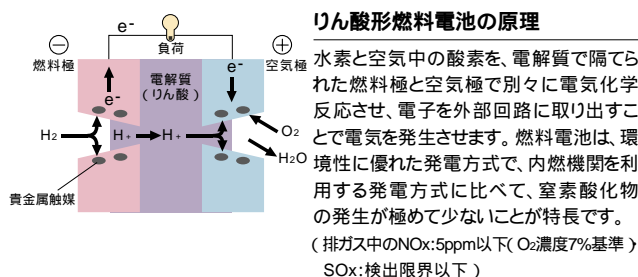 e-
負荷
⊖
⊕
燃料極
空気極
e-
e-
電解質
(りん酸)
H2
H+
H+
O2
H2O
貴金属触媒
りん酸形燃料電池の原理
水素と空気中の酸素を、電解質で隔てら
れた燃料極と空気極で別々に電気化学
反応させ、電子を外部回路に取り出すこ
とで電気を発生させます。燃料電池は、環
境性に優れた発電方式で、内燃機関を利
用する発電方式に比べて、窒素酸化物
の発生が極めて少ないことが特長です。
(排ガス中のNOx:5ppm以下(O2濃度7%基準)
SOx:検出限界以下)